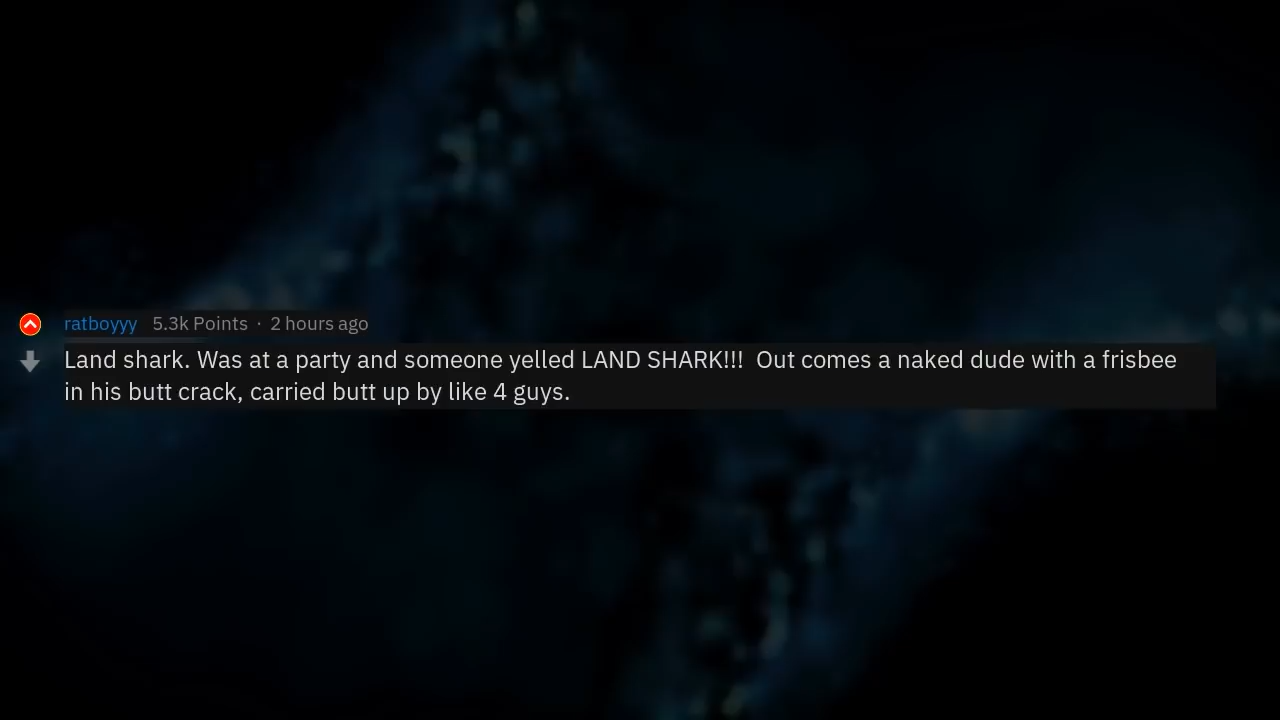 ratboyyy 5.3k Points · 2 hours ago
Land shark. Was at a party and someone yelled LAND SHARK!!!  Out comes a naked dude with a frisbee
in his butt crack, carried butt up by like 4 guys.